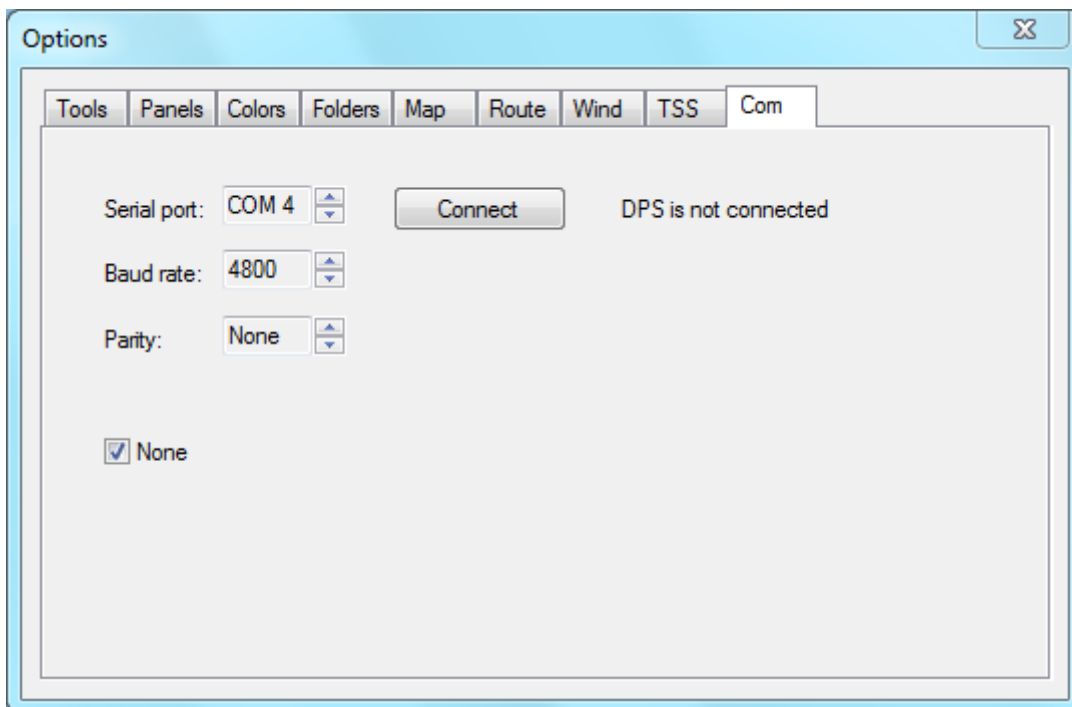 Options
Tools Panels Colors Folders Map Route Wind TSS Com
Serial port: COM 4 Connect DPS is not connected
Baud rate: 4800
Parity: None
None